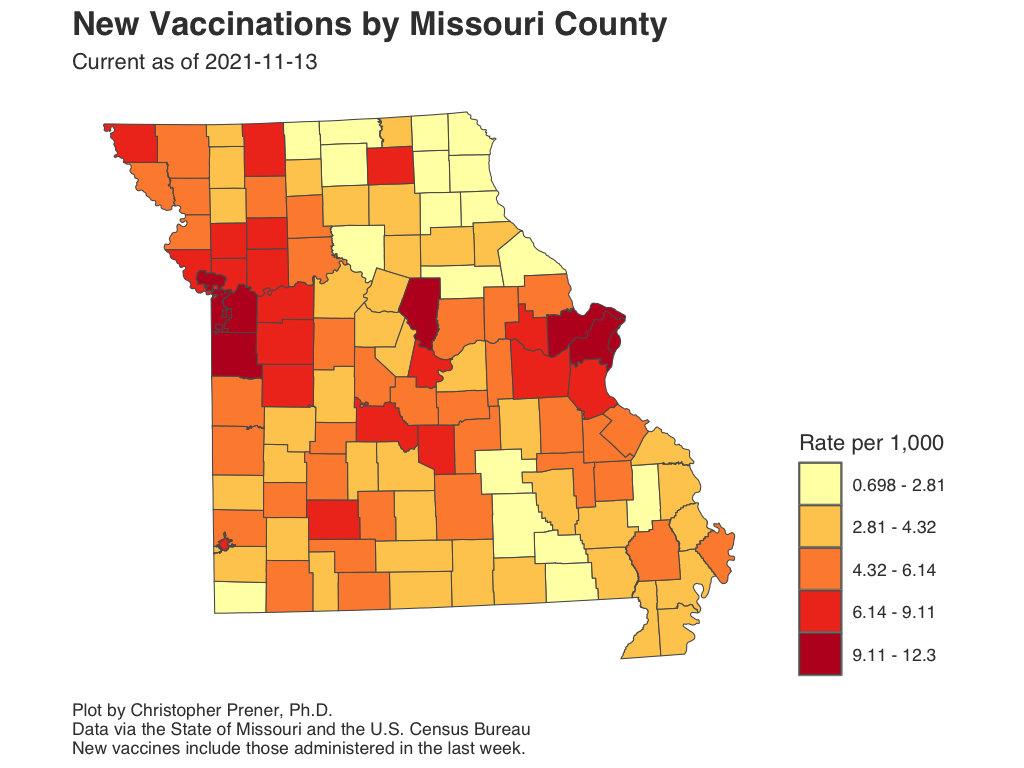 New Vaccinations by Missouri County
Current as of 2021-11-13
Rate per 1,000
0.698 - 2.81
2.81 - 4.32
4.32 - 6.14
6.14 - 9.11
9.11 - 12.3
Plot by Christopher Prener, Ph.D.
Data via the State of Missouri and the U.S. Census Bureau
New vaccines include those administered in the last week.